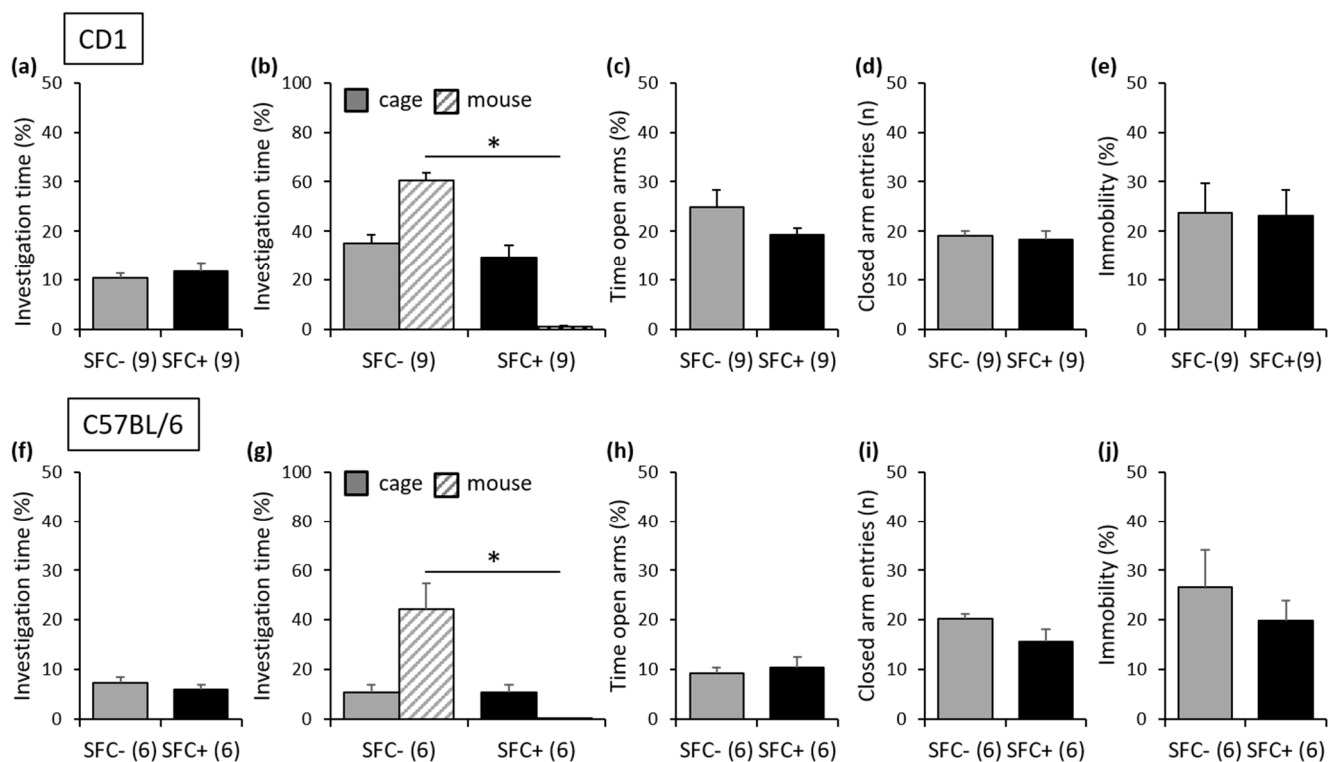 CD1
(a)
50
40
30
20
10
0
Investigation time (%)
SFC- (9) SFC+ (9)
(b)
100
80
60
40
20
0
Investigation time (%)
cage mouse
*
SFC- (9) SFC+ (9)
(c)
50
40
30
20
10
0
Time open arms (%)
SFC- (9) SFC+ (9)
(d)
50
40
30
20
10
0
Closed arm entries (n)
SFC- (9) SFC+ (9)
(e)
50
40
30
20
10
0
Immobility (%)
SFC-(9) SFC+(9)
C57BL/6
(f)
50
40
30
20
10
0
Investigation time (%)
SFC- (6) SFC+ (6)
(g)
100
80
60
40
20
0
Investigation time (%)
cage mouse
*
SFC- (6) SFC+ (6)
(h)
50
40
30
20
10
0
Time open arms (%)
SFC- (6) SFC+ (6)
(i)
50
40
30
20
10
0
Closed arm entries (n)
SFC- (6) SFC+ (6)
(j)
50
40
30
20
10
0
Immobility (%)
SFC- (6) SFC+ (6)